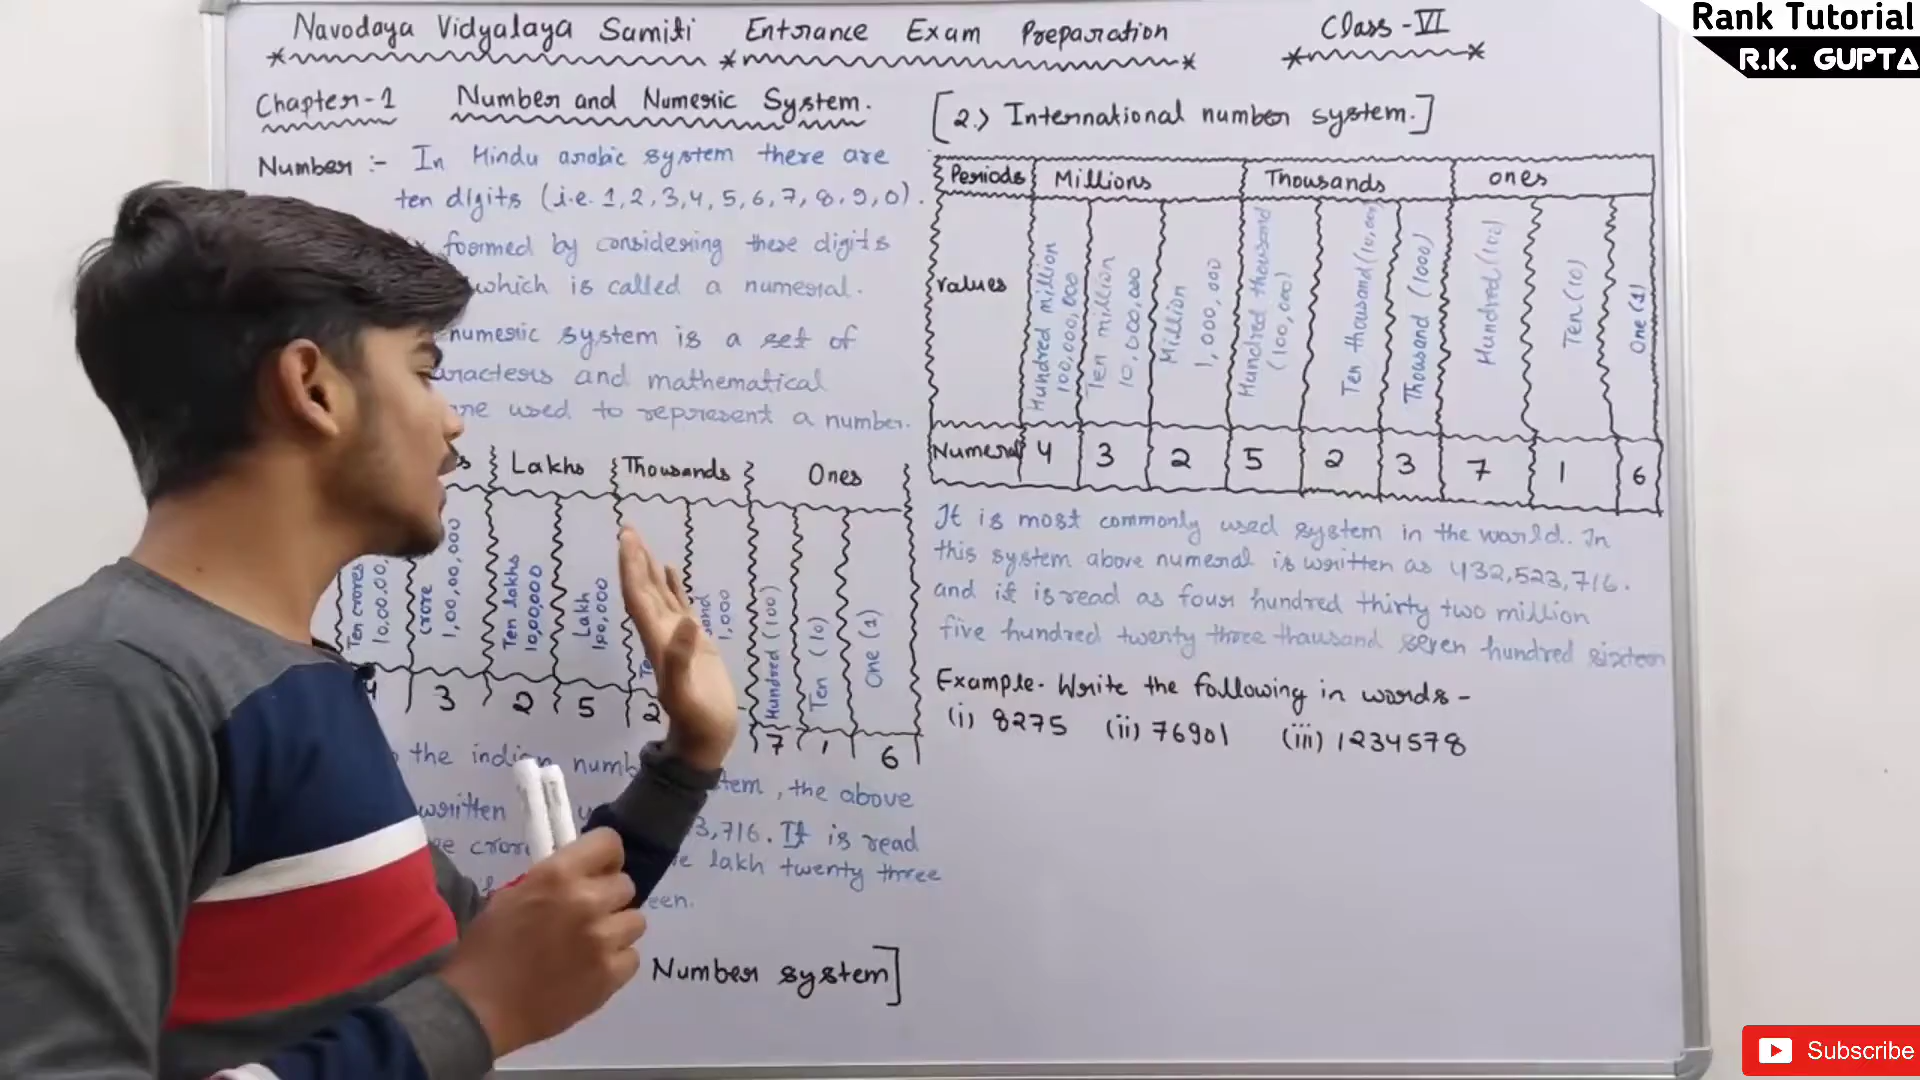 Navodaya Vidyalaya Samiti Entrance Exam Preparation Class-VI
Rank Tutorial
R.K. GUPTA
Chapter-1 Number and Numeric System.
Number :- In Hindu arabic system there are
ten digits (i.e. 1,2,3,4,5,6,7,8,9,0).
formed by considering these digits
which is called a numeral.
numeric system is a set of
and mathematical
used to represent a number.
Lakhs Thousands Ones
Ten crores 10,00,00,
crore 1,00,00,000
Ten lakhs 10,00,000
Lakh 1,00,000
1,000
Hundred (100)
Ten (10)
One (1)
4 3 2 5 2 7 1 6
the indian
, the above
written 3,716. It is read
lakh twenty three
Number system]
[2.) International number system.]
Periods Millions Thousands ones
Values
Hundred million 100,000,000
Ten million 10,000,000
Million 1,000,000
Hundred thousand (100,000)
Ten thousand (10,000
Thousand (1000)
Hundred (100)
Ten (10)
One (1)
Numeral 4 3 2 5 2 3 7 1 6
It is most commonly used system in the world. In
this system above numeral is written as 432,523,716.
and it is read as four hundred thirty two million
five hundred twenty three thausand seven hundred sixteen
Example- Write the following in words-
(i) 8275 (ii) 76901 (iii) 1234578
Subscribe